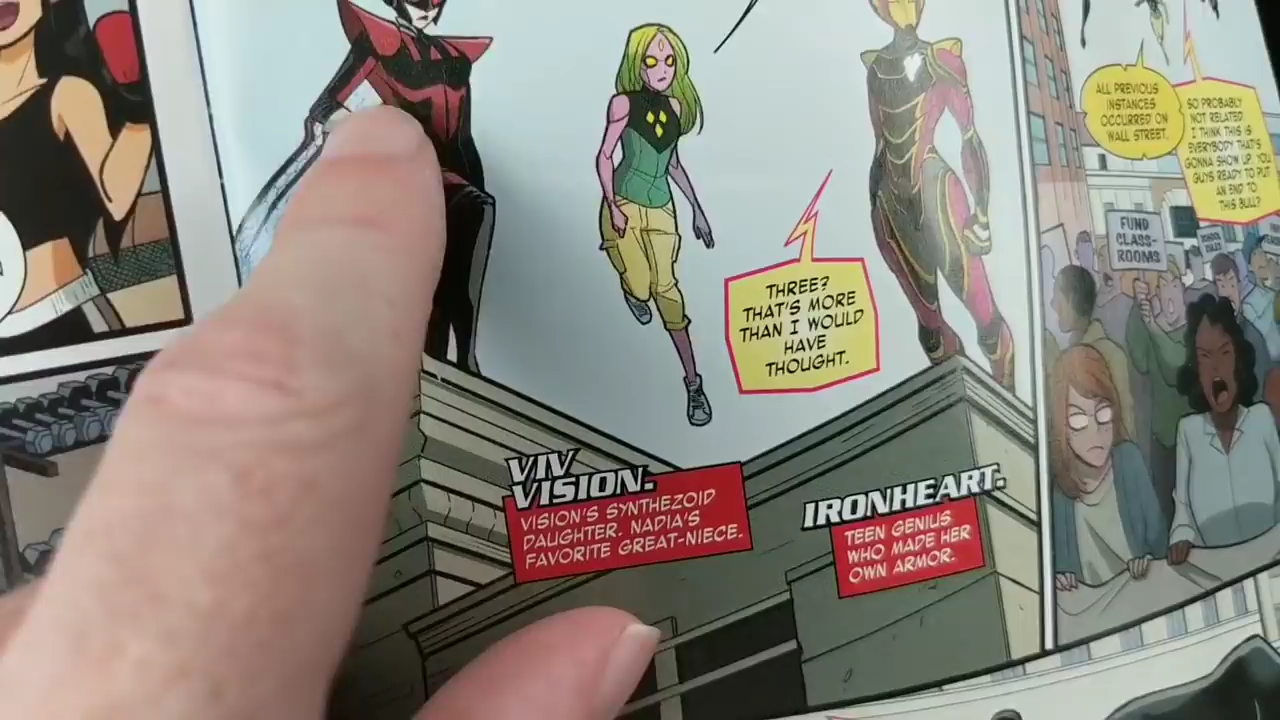 THREE?
THAT'S MORE
THAN I WOULD
HAVE
THOUGHT.
VIV
VISION.
VISION'S SYNTHEZOID
DAUGHTER. NADIA'S
FAVORITE GREAT-NIECE.
IRONHEART.
TEEN GENIUS
WHO MADE HER
OWN ARMOR.
ALL PREVIOUS
INSTANCES
OCCURRED ON
WALL STREET.
SO PROBABLY
NOT RELATED.
I THINK THIS IS
EVERYBODY THAT'S
GONNA SHOW UP. YOU
GUYS READY TO PUT
AN END TO
THIS BULL?
FUND
CLASS-
ROOMS
SCHOOL